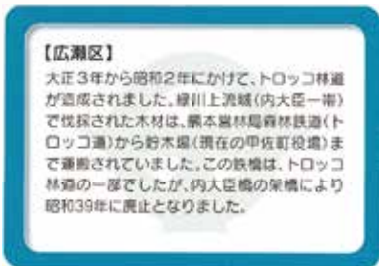 【広瀬区】
大正3年から昭和2年にかけて、トロッコ林道
が造成されました。緑川上流域(内大臣一帯)
で伐採された木材は、熊本営林局森林鉄道(ト
ロッコ道)から貯木場(現在の甲佐町役場)ま
で運搬されていました。この鉄橋は、トロッコ
林道の一部でしたが、内大臣橋の架橋により
昭和39年に廃止となりました。